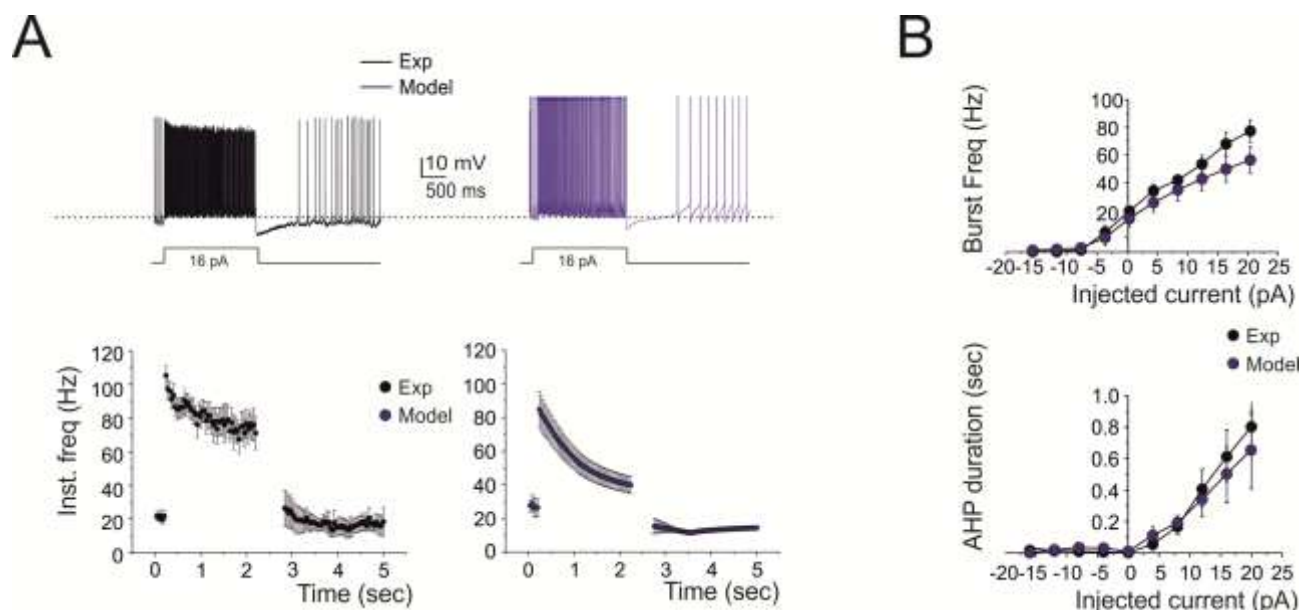 A
Exp
Model
10 mV
500 ms
16 pA
16 pA
Inst. freq (Hz)
120
100
80
60
40
20
0
0 1 2 3 4 5
Time (sec)
Exp
Model
120
100
80
60
40
20
0
0 1 2 3 4 5
Time (sec)
B
Burst Freq (Hz)
100
80
60
40
20
-20-15 -10 -5 0 5 10 15 20 25
Injected current (pA)
Exp
Model
AHP duration (sec)
1.0
0.8
0.6
0.4
0.2
-20-15 -10 -5 0 5 10 15 20 25
Injected current (pA)